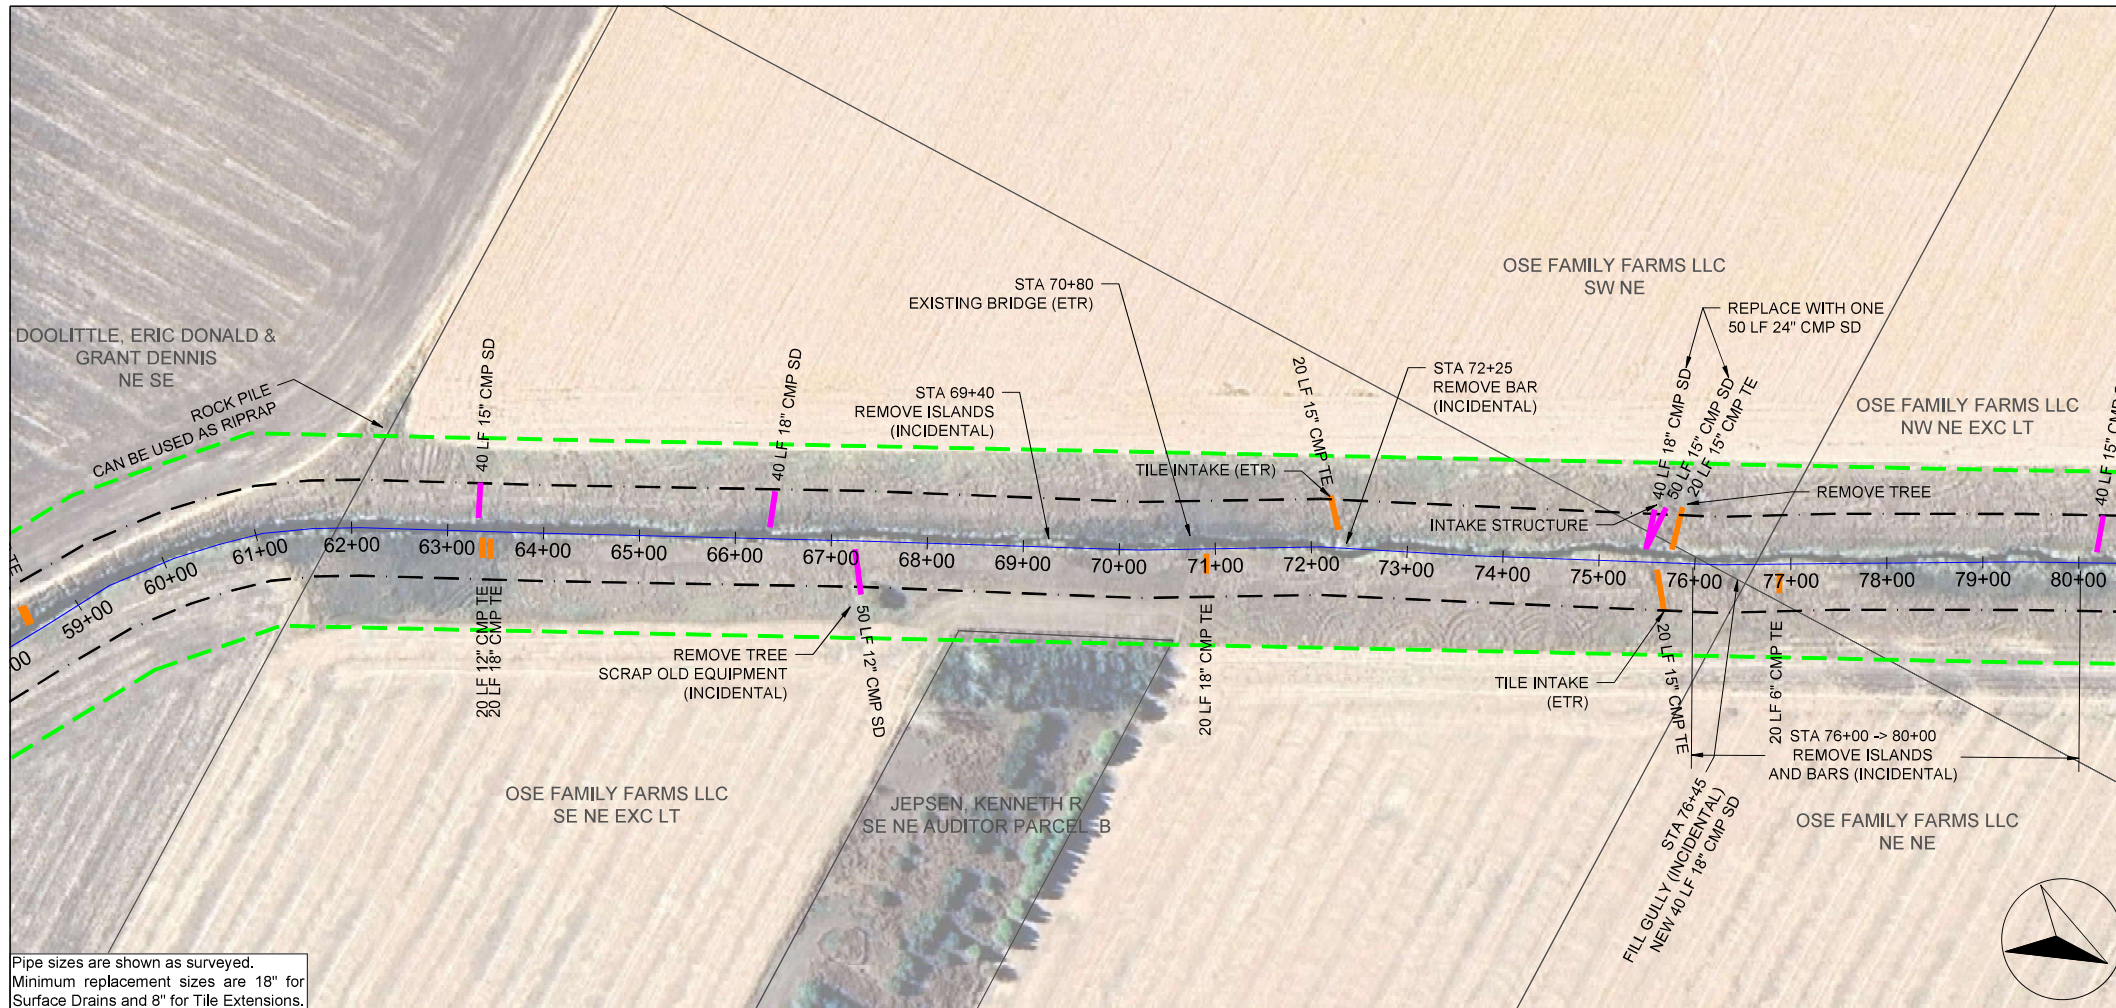 DOOLITTLE, ERIC DONALD &
GRANT DENNIS
NE SE
ROCK PILE
CAN BE USED AS RIPRAP
40 LF 15" CMP SD
40 LF 18" CMP SD
STA 70+80
EXISTING BRIDGE (ETR)
STA 69+40
REMOVE ISLANDS
(INCIDENTAL)
20 LF 15" CMP TE
TILE INTAKE (ETR)
STA 72+25
REMOVE BAR
(INCIDENTAL)
OSE FAMILY FARMS LLC
SW NE
REPLACE WITH ONE
50 LF 24" CMP SD
40 LF 18" CMP SD
50 LF 15" CMP SD
20 LF 15" CMP TE
INTAKE STRUCTURE
REMOVE TREE
OSE FAMILY FARMS LLC
NW NE EXC LT
40 LF 15" CMP
TE
00
59+00
60+00
61+00
62+00
63+00
64+00
65+00
66+00
67+00
68+00
69+00
70+00
71+00
72+00
73+00
74+00
75+00
76+00
77+00
78+00
79+00
80+00
20 LF 12" CMP TE
20 LF 18" CMP TE
REMOVE TREE
SCRAP OLD EQUIPMENT
(INCIDENTAL)
50 LF 12" CMP SD
20 LF 18" CMP TE
TILE INTAKE
(ETR)
20 LF 15" CMP TE
20 LF 6" CMP TE
STA 76+00 -> 80+00
REMOVE ISLANDS
AND BARS (INCIDENTAL)
STA 76+45
FILL GULLY (INCIDENTAL)
NEW 40 LF 18" CMP SD
OSE FAMILY FARMS LLC
SE NE EXC LT
JEPSEN, KENNETH R
SE NE AUDITOR PARCEL B
OSE FAMILY FARMS LLC
NE NE
Pipe sizes are shown as surveyed.
Minimum replacement sizes are 18" for
Surface Drains and 8" for Tile Extensions.